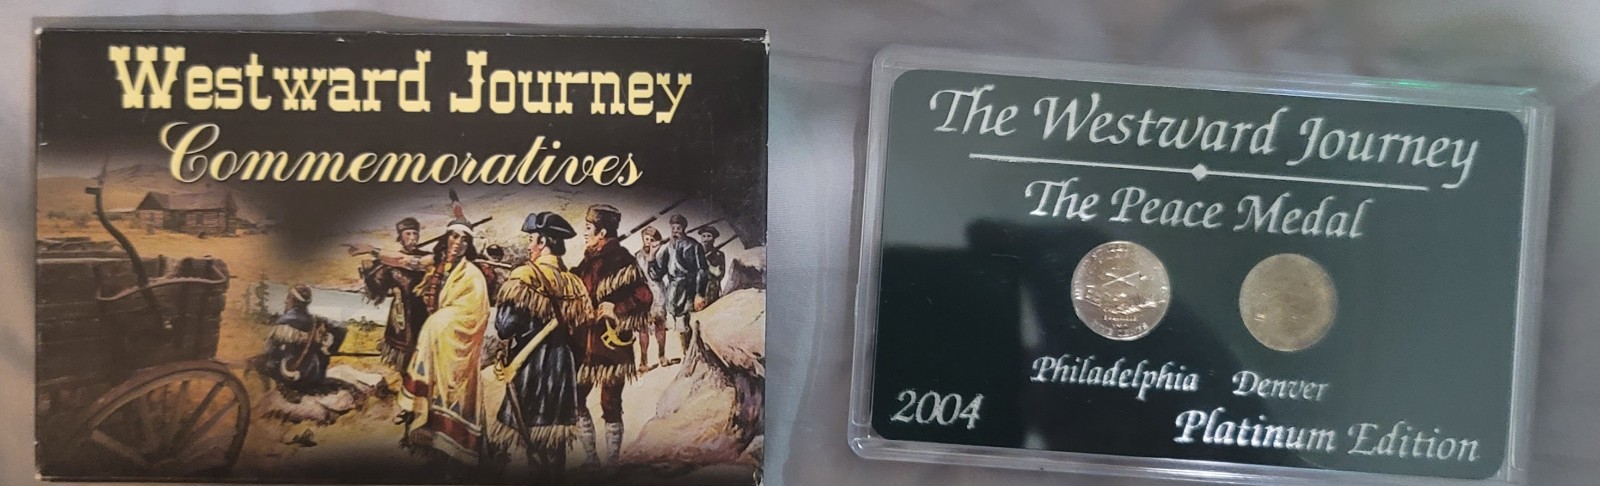 Westward Journey
Commemoratives
The Westward Journey
The Peace Medal
Philadelphia
Denver
2004
Platinum Edition